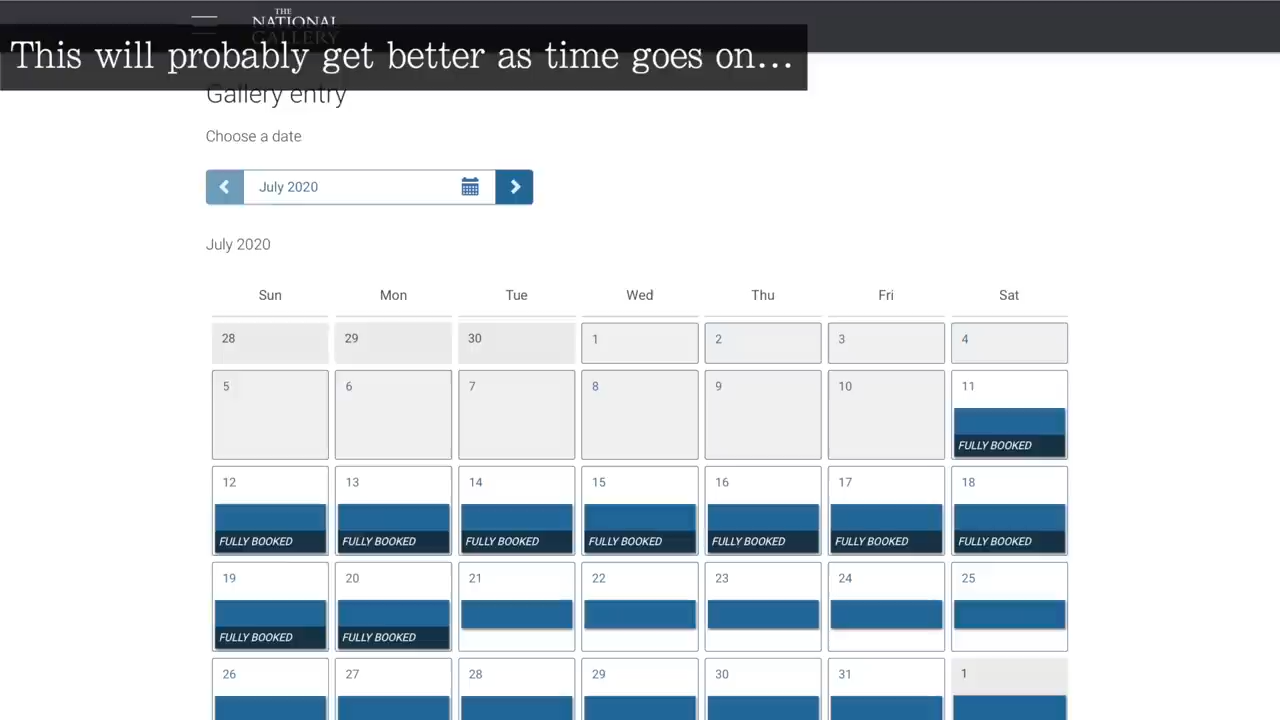 THE
NATIONAL
GALLERY
This will probably get better as time goes on...
Gallery entry
Choose a date
July 2020
July 2020
Sun Mon Tue Wed Thu Fri Sat
28 29 30 1 2 3 4
5 6 7 8 9 10 11
FULLY BOOKED
12 13 14 15 16 17 18
FULLY BOOKED FULLY BOOKED FULLY BOOKED FULLY BOOKED FULLY BOOKED FULLY BOOKED FULLY BOOKED
19 20 21 22 23 24 25
FULLY BOOKED FULLY BOOKED
26 27 28 29 30 31 1